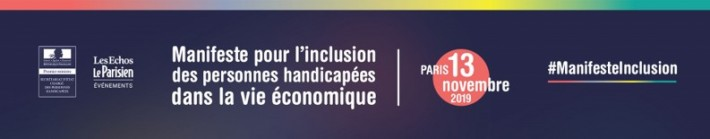 Les Echos
Le Parisien
ÉVÉNEMENTS
Manifeste pour l'inclusion
des personnes handicapées
dans la vie économique
PARIS 13
novembre
2019
#ManifesteInclusion